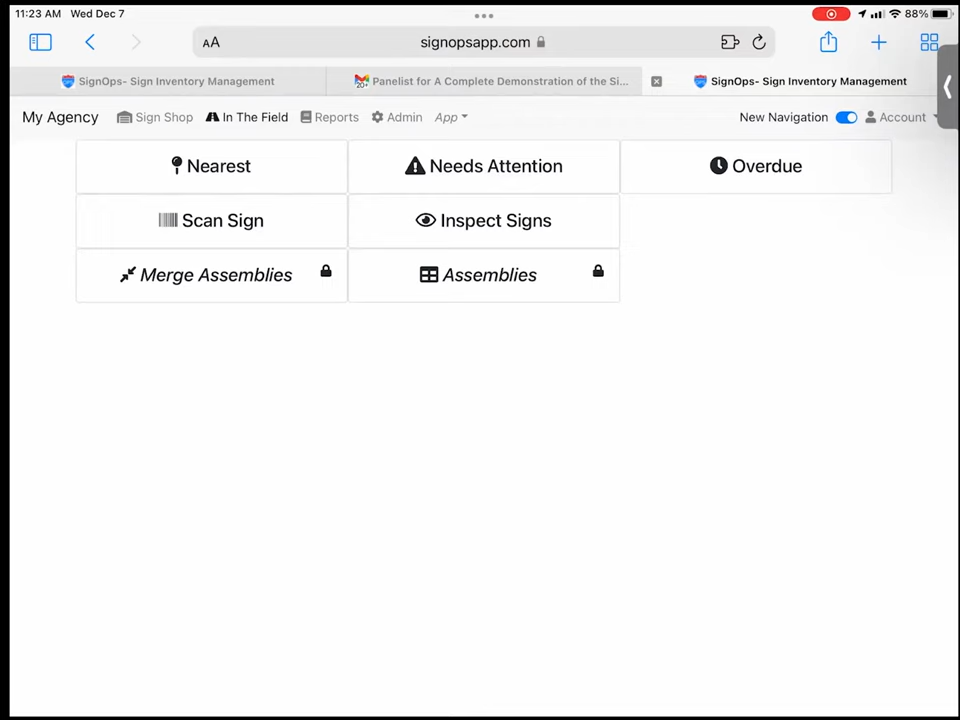 11:23 AM Wed Dec 7
88%
AA
signopsapp.com
SignOps- Sign Inventory Management
20+
Panelist for A Complete Demonstration of the Si...
SignOps- Sign Inventory Management
My Agency
Sign Shop
In The Field
Reports
Admin
App
New Navigation
Account
Nearest
Needs Attention
Overdue
Scan Sign
Inspect Signs
Merge Assemblies
Assemblies